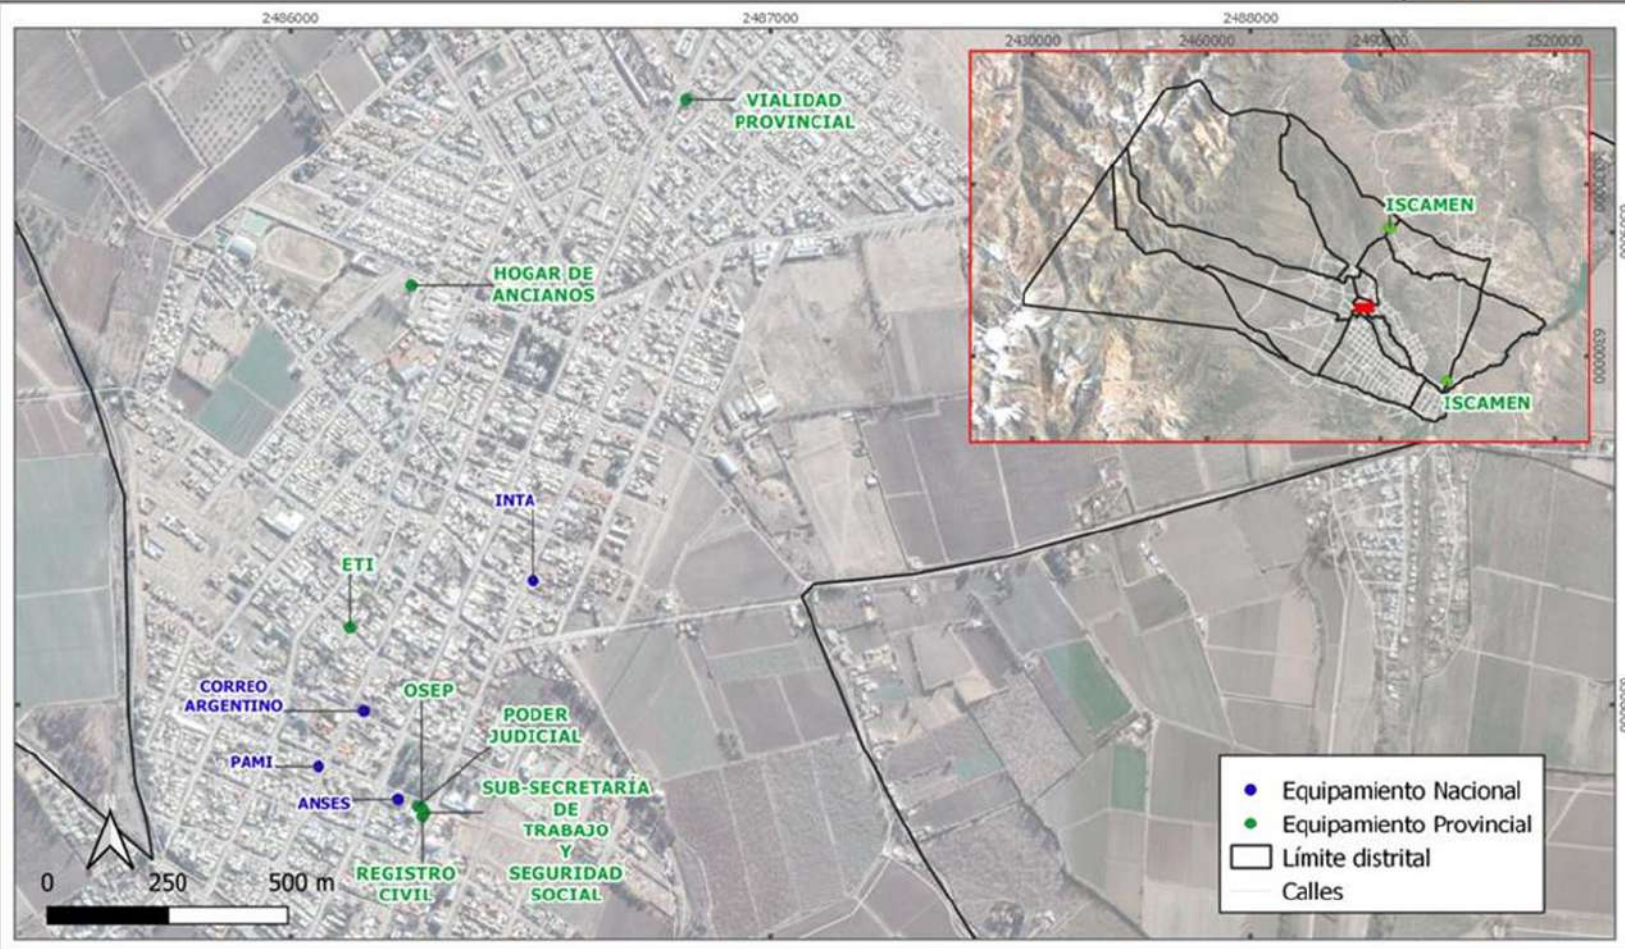 2486000
2487000
2488000
2430000
2460000
2490000
2520000
VIALIDAD
PROVINCIAL
ISCAMEN
HOGAR DE
ANCIANOS
6300000
ISCAMEN
INTA
ETI
CORREO
ARGENTINO
OSEP
PODER
JUDICIAL
PAMI
ANSES
SUB-SECRETARÍA
DE
TRABAJO
Y
SEGURIDAD
SOCIAL
REGISTRO
CIVIL
0
250
500 m
Equipamiento Nacional
Equipamiento Provincial
Límite distrital
Calles